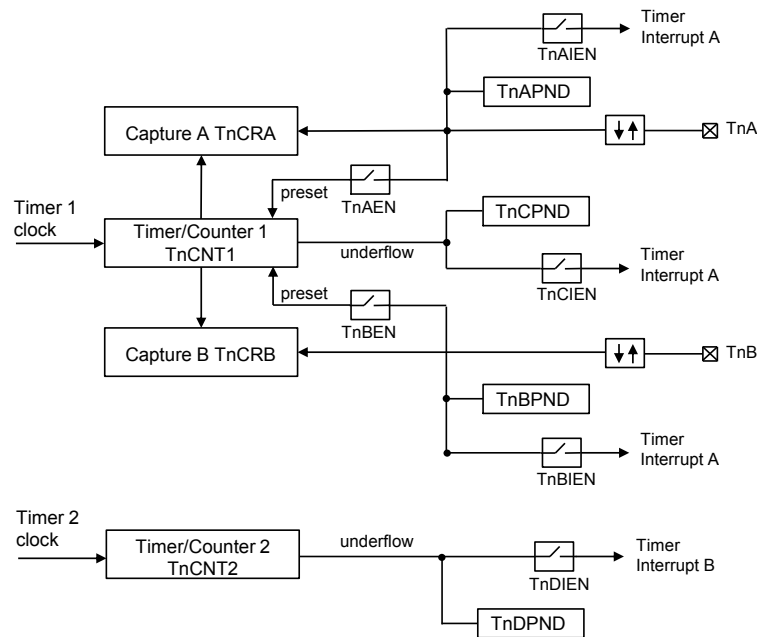 Timer
Interrupt A
TnAIEN
TnAPND
Capture A TnCRA
TnA
preset
TnAEN
Timer 1
clock
Timer/Counter 1
TnCNT1
underflow
TnCPND
Timer
Interrupt A
TnCIEN
preset
TnBEN
Capture B TnCRB
TnB
TnBPND
Timer
Interrupt A
TnBIEN
Timer 2
clock
Timer/Counter 2
TnCNT2
underflow
Timer
Interrupt B
TnDIEN
TnDPND